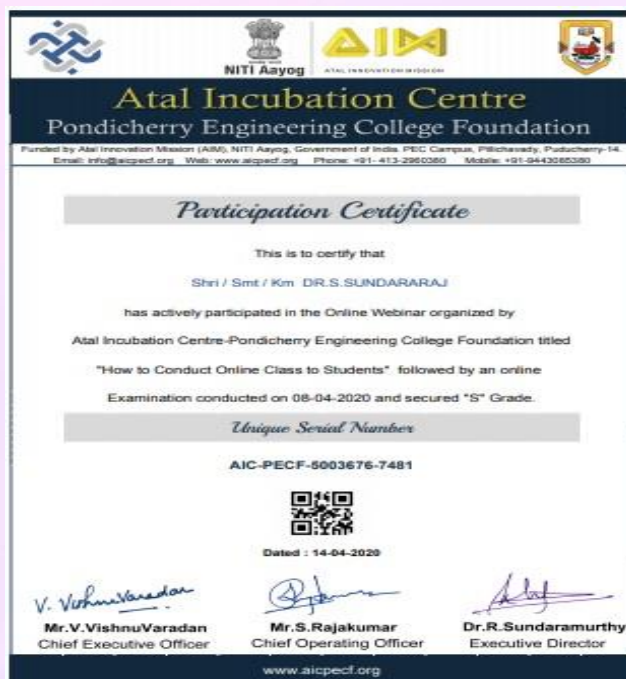 NITI Aayog
AIM
ATAL INNOVATION MISSION
Atal Incubation Centre
Pondicherry Engineering College Foundation
Funded by Atal Innovation Mission (AIM), NITI Aayog, Government of India. PEC Campus, Pillchavady, Puducherry-14.
Email: info@aicpecf.org Web: www.aicpecf.org Phone: +91- 413-2960380 Mobile: +91-9443085380
Participation Certificate
This is to certify that
Shri / Smt / Km DR.S.SUNDARARAJ
has actively participated in the Online Webinar organized by
Atal Incubation Centre-Pondicherry Engineering College Foundation titled
"How to Conduct Online Class to Students" followed by an online
Examination conducted on 08-04-2020 and secured "S" Grade.
Unique Serial Number
AIC-PECF-5003676-7481
Dated : 14-04-2020
V. VishnuVaradan
Mr.V.VishnuVaradan
Chief Executive Officer
Mr.S.Rajakumar
Chief Operating Officer
Dr.R.Sundaramurthy
Executive Director
www.aicpecf.org